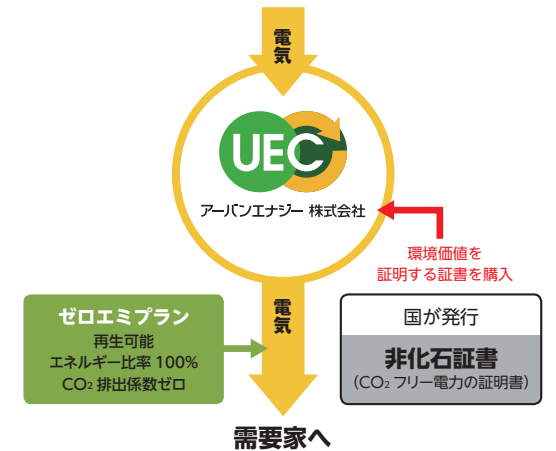 電気
UEC
アーバンエナジー 株式会社
環境価値を
証明する証書を購入
電気
ゼロエミプラン
再生可能
エネルギー比率 100%
CO₂ 排出係数ゼロ
国が発行
非化石証書
（CO₂ フリー電力の証明書）
需要家へ